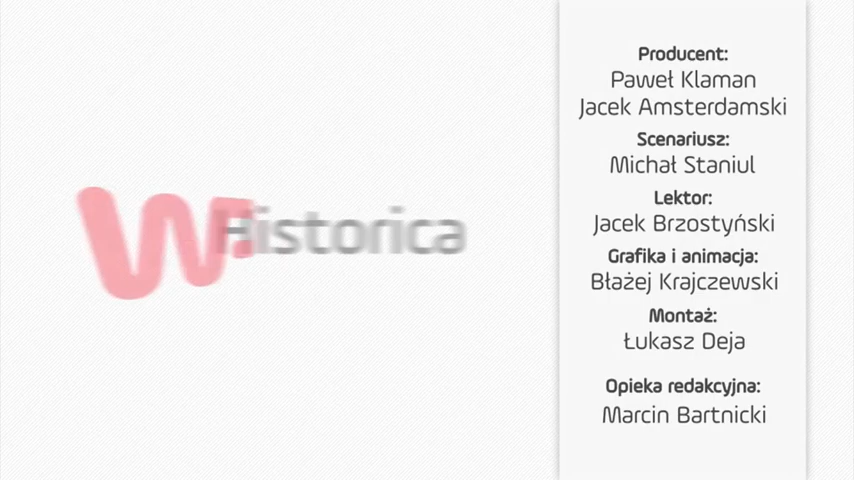 W:Historica
Producent:
Paweł Klaman
Jacek Amsterdamski
Scenariusz:
Michał Staniul
Lektor:
Jacek Brzostyński
Grafika i animacja:
Błażej Krajczewski
Montaż:
Łukasz Deja
Opieka redakcyjna:
Marcin Bartnicki